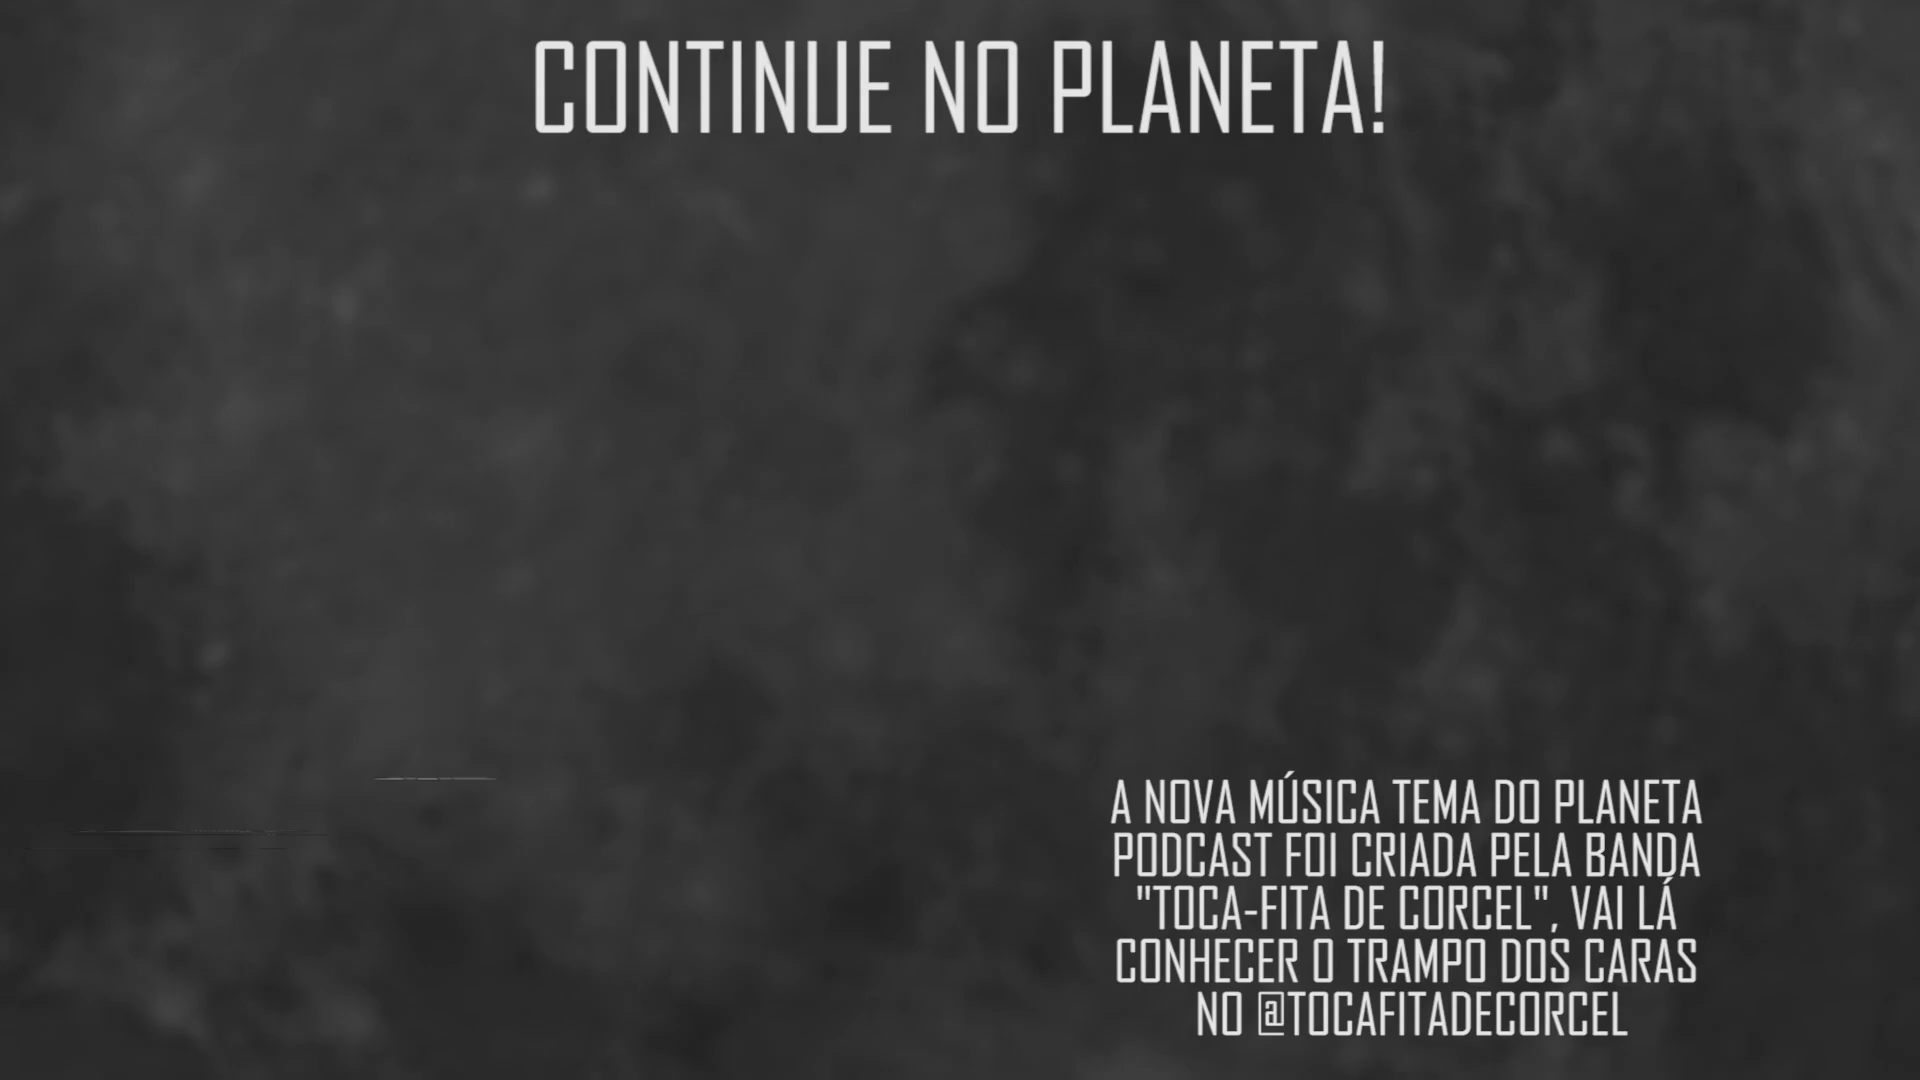 CONTINUE NO PLANETA!
A NOVA MÚSICA TEMA DO PLANETA
PODCAST FOI CRIADA PELA BANDA
"TOCA-FITA DE CORCEL", VAI LÁ
CONHECER O TRAMPO DOS CARAS
NO @TOCAFITADECORCEL